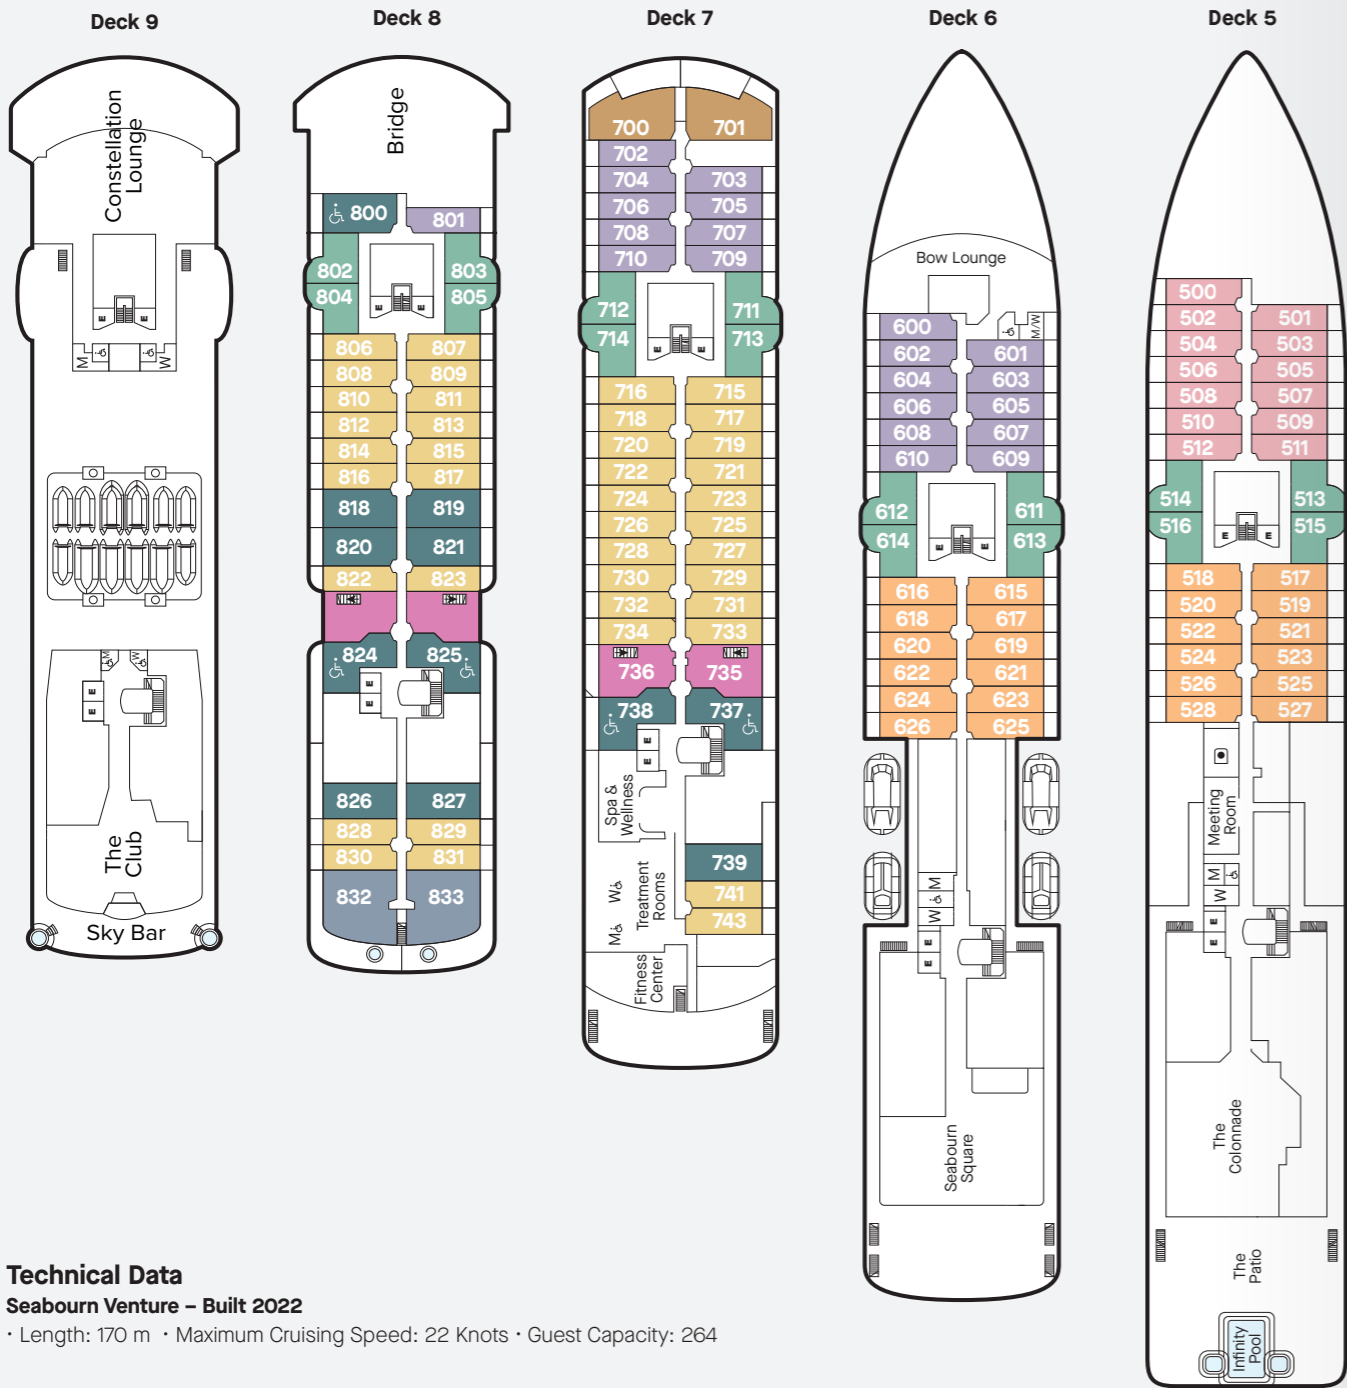 Deck 9
Deck 8
Deck 7
Deck 6
Deck 5
Constellation
Lounge
E E
M W
M W
E
E
The
Club
Sky Bar
Bridge
800 801
802 803
804 805
E E
806 807
808 809
810 811
812 813
814 815
816 817
818 819
820 821
822 823
824 825
E
E
826 827
828 829
830 831
832 833
700 701
702
704 703
706 705
708 707
710 709
712 711
714 713
E E
716 715
718 717
720 719
722 721
724 723
726 725
728 727
730 729
732 731
734 733
736 735
738 737
E
E
Spa &
Wellness
739
741
743
Treatment
Rooms
W
M
Fitness
Center
Bow Lounge
M/W
600
602 601
604 603
606 605
608 607
610 609
612 611
614 613
E E
616 615
618 617
620 619
622 621
624 623
626 625
M
W
E
E
Seabourn
Square
500
502 501
504 503
506 505
508 507
510 509
512 511
514 513
516 515
E E
518 517
520 519
522 521
524 523
526 525
528 527
Meeting
Room
M
W
E
E
The
Colonnade
The
Patio
Infinity
Pool
Technical Data
Seabourn Venture – Built 2022
• Length: 170 m • Maximum Cruising Speed: 22 Knots • Guest Capacity: 264